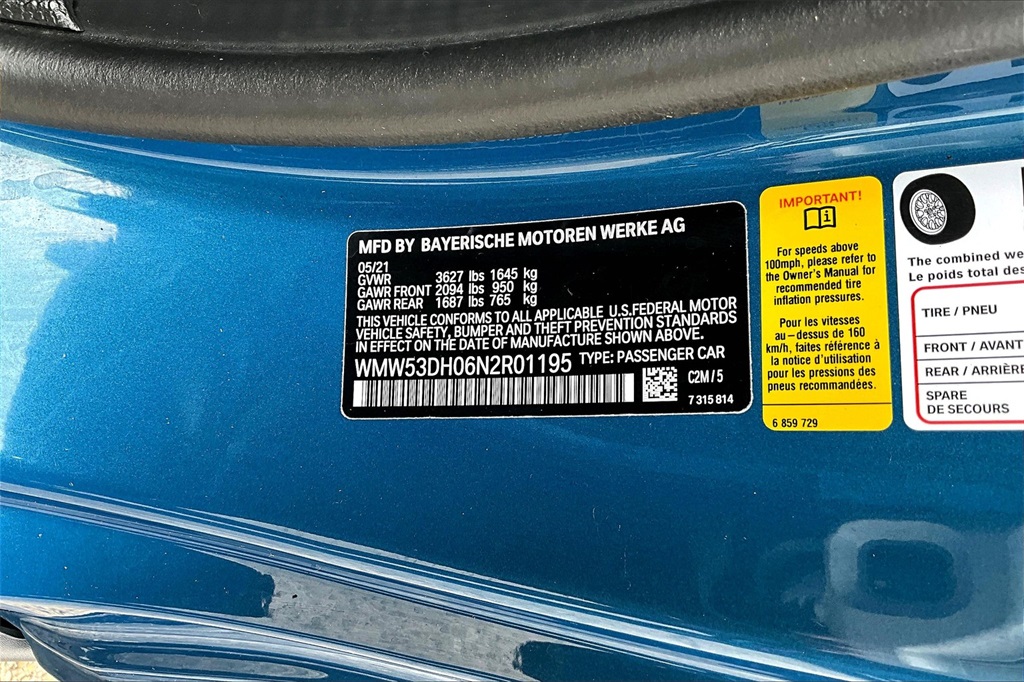 MFD BY BAYERISCHE MOTOREN WERKE AG
05/21
GVWR 3627 lbs 1645 kg
GAWR FRONT 2094 lbs 950 kg
GAWR REAR 1687 lbs 765 kg
THIS VEHICLE CONFORMS TO ALL APPLICABLE U.S.FEDERAL MOTOR
VEHICLE SAFETY, BUMPER AND THEFT PREVENTION STANDARDS
IN EFFECT ON THE DATE OF MANUFACTURE SHOWN ABOVE.
WMW53DH06N2R01195 TYPE: PASSENGER CAR
C2M/5
7 315 814
IMPORTANT!
For speeds above
100mph, please refer to
the Owner's Manual for
recommended tire
inflation pressures.
Pour les vitesses
au-dessus de 160
km/h, faites référence à
la notice d'utilisation
pour les pressions des
pneus recommandées.
6 859 729
The combined
Le poids total
TIRE / PNEU
FRONT / AVANT
REAR / ARRIÈRE
SPARE
DE SECOURS